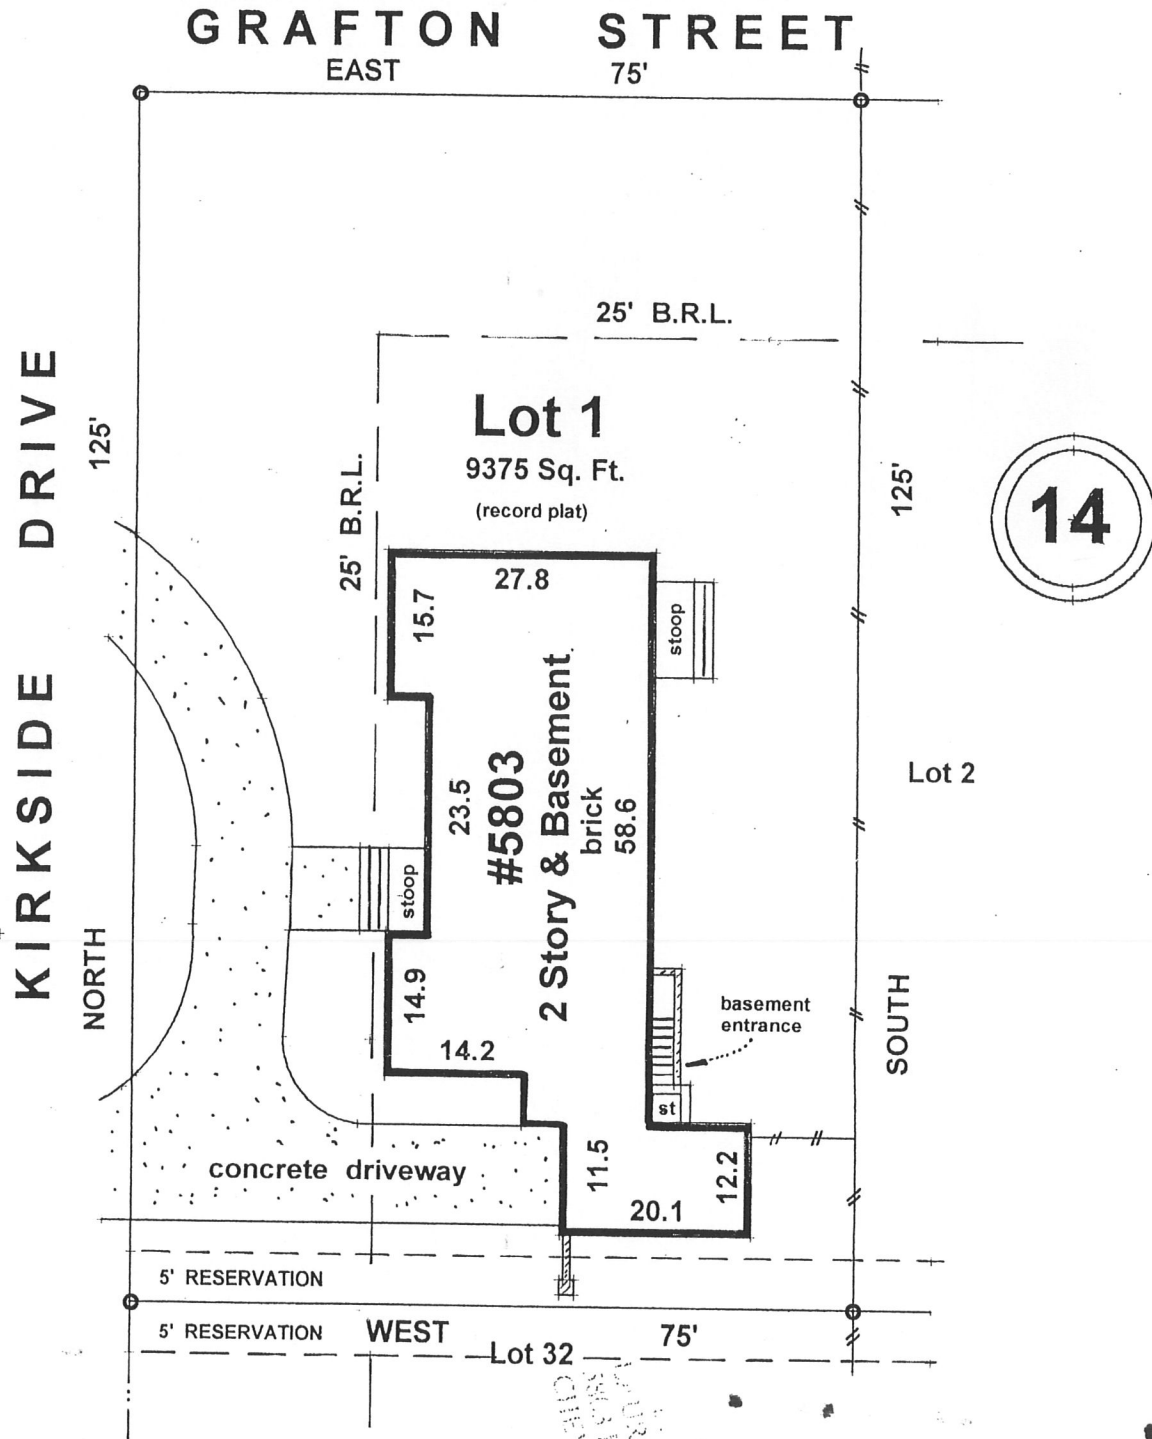 GRAFTON STREET
EAST 75'
25' B.R.L.
Lot 1
9375 Sq. Ft.
(record plat)
25' B.R.L.
KIRKSIDE DRIVE
125'
NORTH
125'
SOUTH
14
Lot 2
27.8
15.7
23.5
#5803
2 Story & Basement
brick
58.6
stoop
stoop
14.9
14.2
basement
entrance
st
11.5
12.2
20.1
concrete driveway
5' RESERVATION
5' RESERVATION WEST 75'
Lot 32